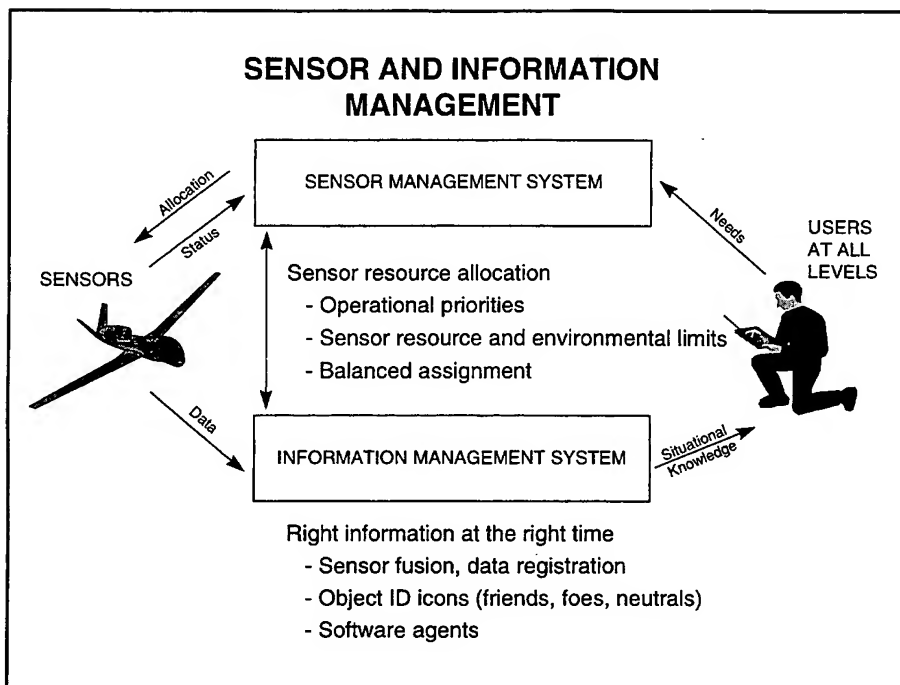 SENSOR AND INFORMATION
MANAGEMENT
SENSOR MANAGEMENT SYSTEM
Allocation
Status
Needs
USERS
AT ALL
LEVELS
SENSORS
Sensor resource allocation
- Operational priorities
- Sensor resource and environmental limits
- Balanced assignment
Data
INFORMATION MANAGEMENT SYSTEM
Situational
Knowledge
Right information at the right time
- Sensor fusion, data registration
- Object ID icons (friends, foes, neutrals)
- Software agents